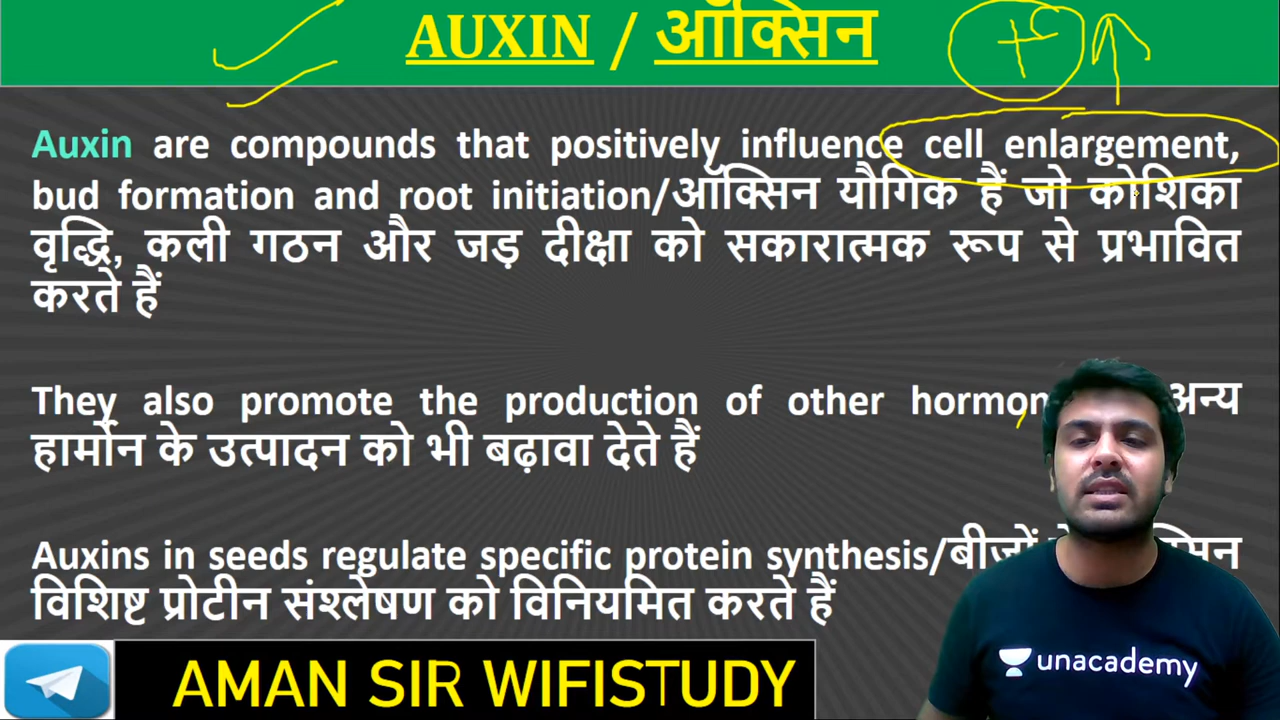 AUXIN / ऑक्सिन
Auxin are compounds that positively influence cell enlargement,
bud formation and root initiation/ऑक्सिन यौगिक हैं जो कोशिका
वृद्धि, कली गठन और जड़ दीक्षा को सकारात्मक रूप से प्रभावित
करते हैं
They also promote the production of other अन्य
हार्मोन के उत्पादन को भी बढ़ावा देते हैं
Auxins in seeds regulate specific protein synthesis/बीजों
विशिष्ट प्रोटीन संश्लेषण को विनियमित करते हैं
unacademy
AMAN SIR WIFISTUDY